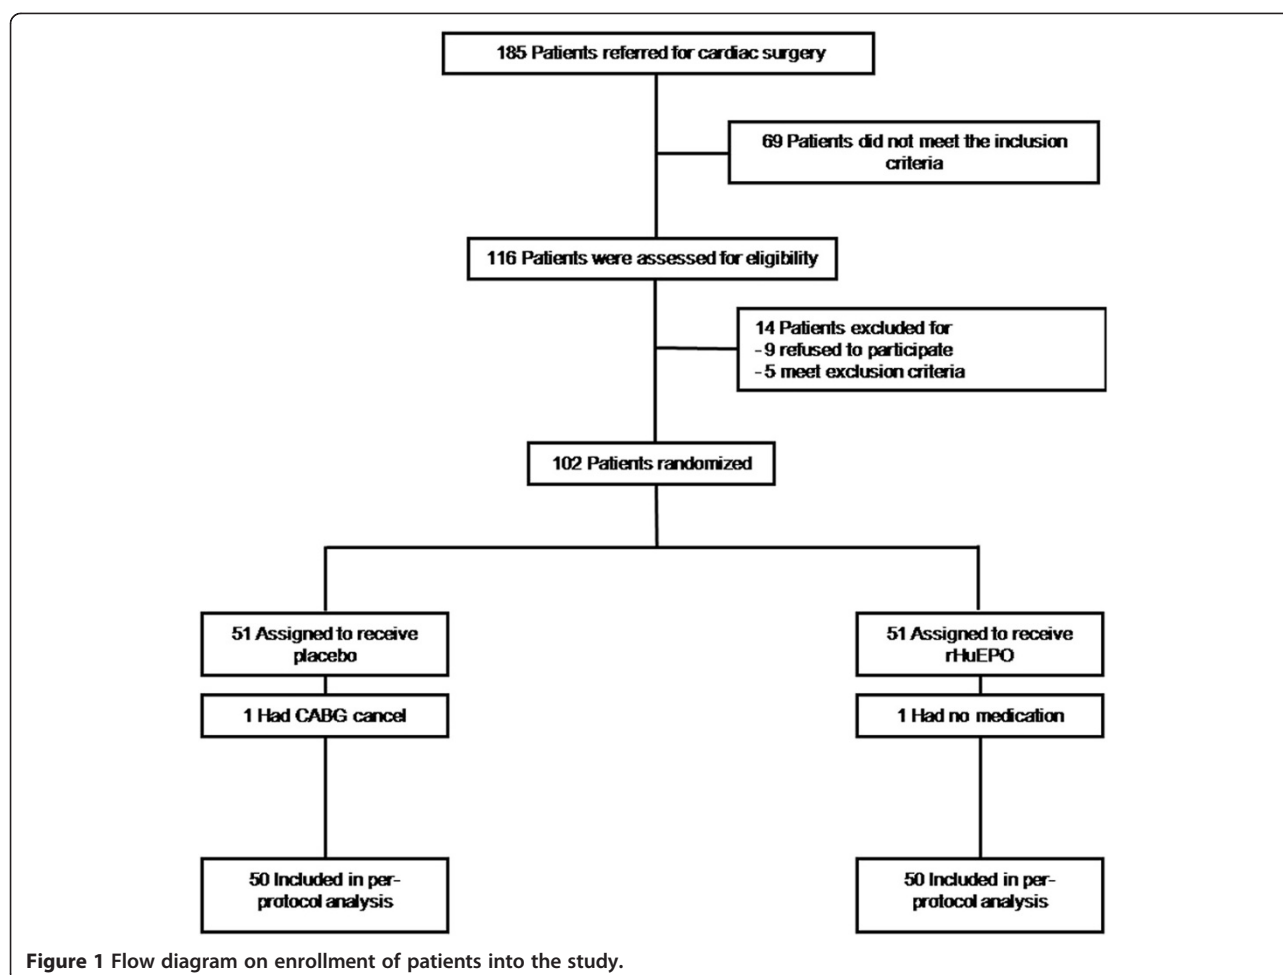 185 Patients referred for cardiac surgery
69 Patients did not meet the inclusion
criteria
116 Patients were assessed for eligibility
14 Patients excluded for
- 9 refused to participate
- 5 meet exclusion criteria
102 Patients randomized
51 Assigned to receive
placebo
51 Assigned to receive
rHuEPO
1 Had CABG cancel
1 Had no medication
50 Included in per-
protocol analysis
50 Included in per-
protocol analysis
Figure 1 Flow diagram on enrollment of patients into the study.